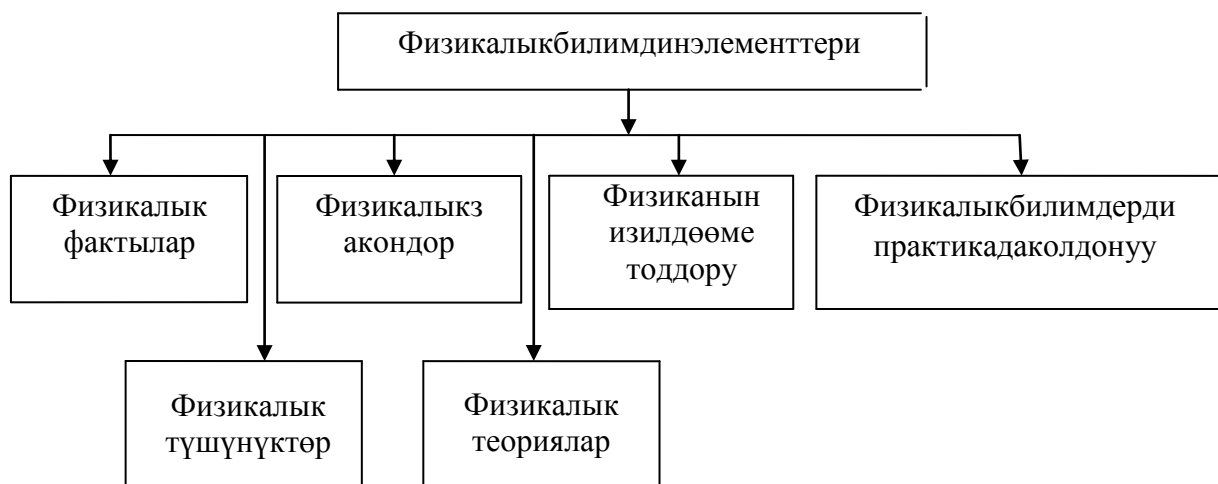 Физикалыкбилимдинэлементтери
Физикалык
фактылар
Физикалыкз
акондор
Физиканын
изилдөөме
тоддору
Физикалыкбилимдерди
практикадаколдонуу
Физикалык
түшүнүктөр
Физикалык
теориялар